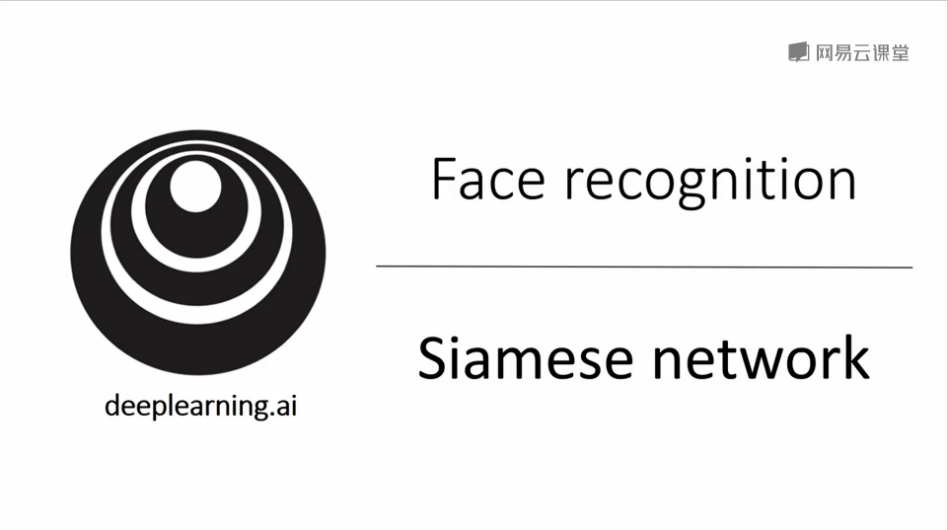 网易云课堂
Face recognition
Siamese network
deeplearning.ai